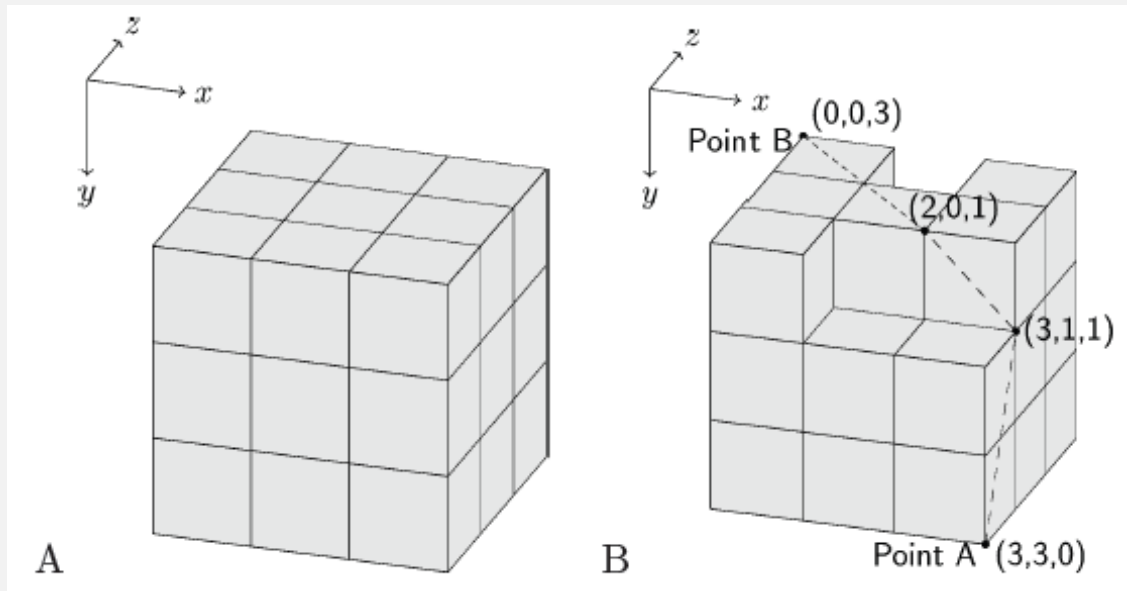 z
x
y
A
z
x
y
(0,0,3)
Point B
(2,0,1)
(3,1,1)
B
Point A
(3,3,0)